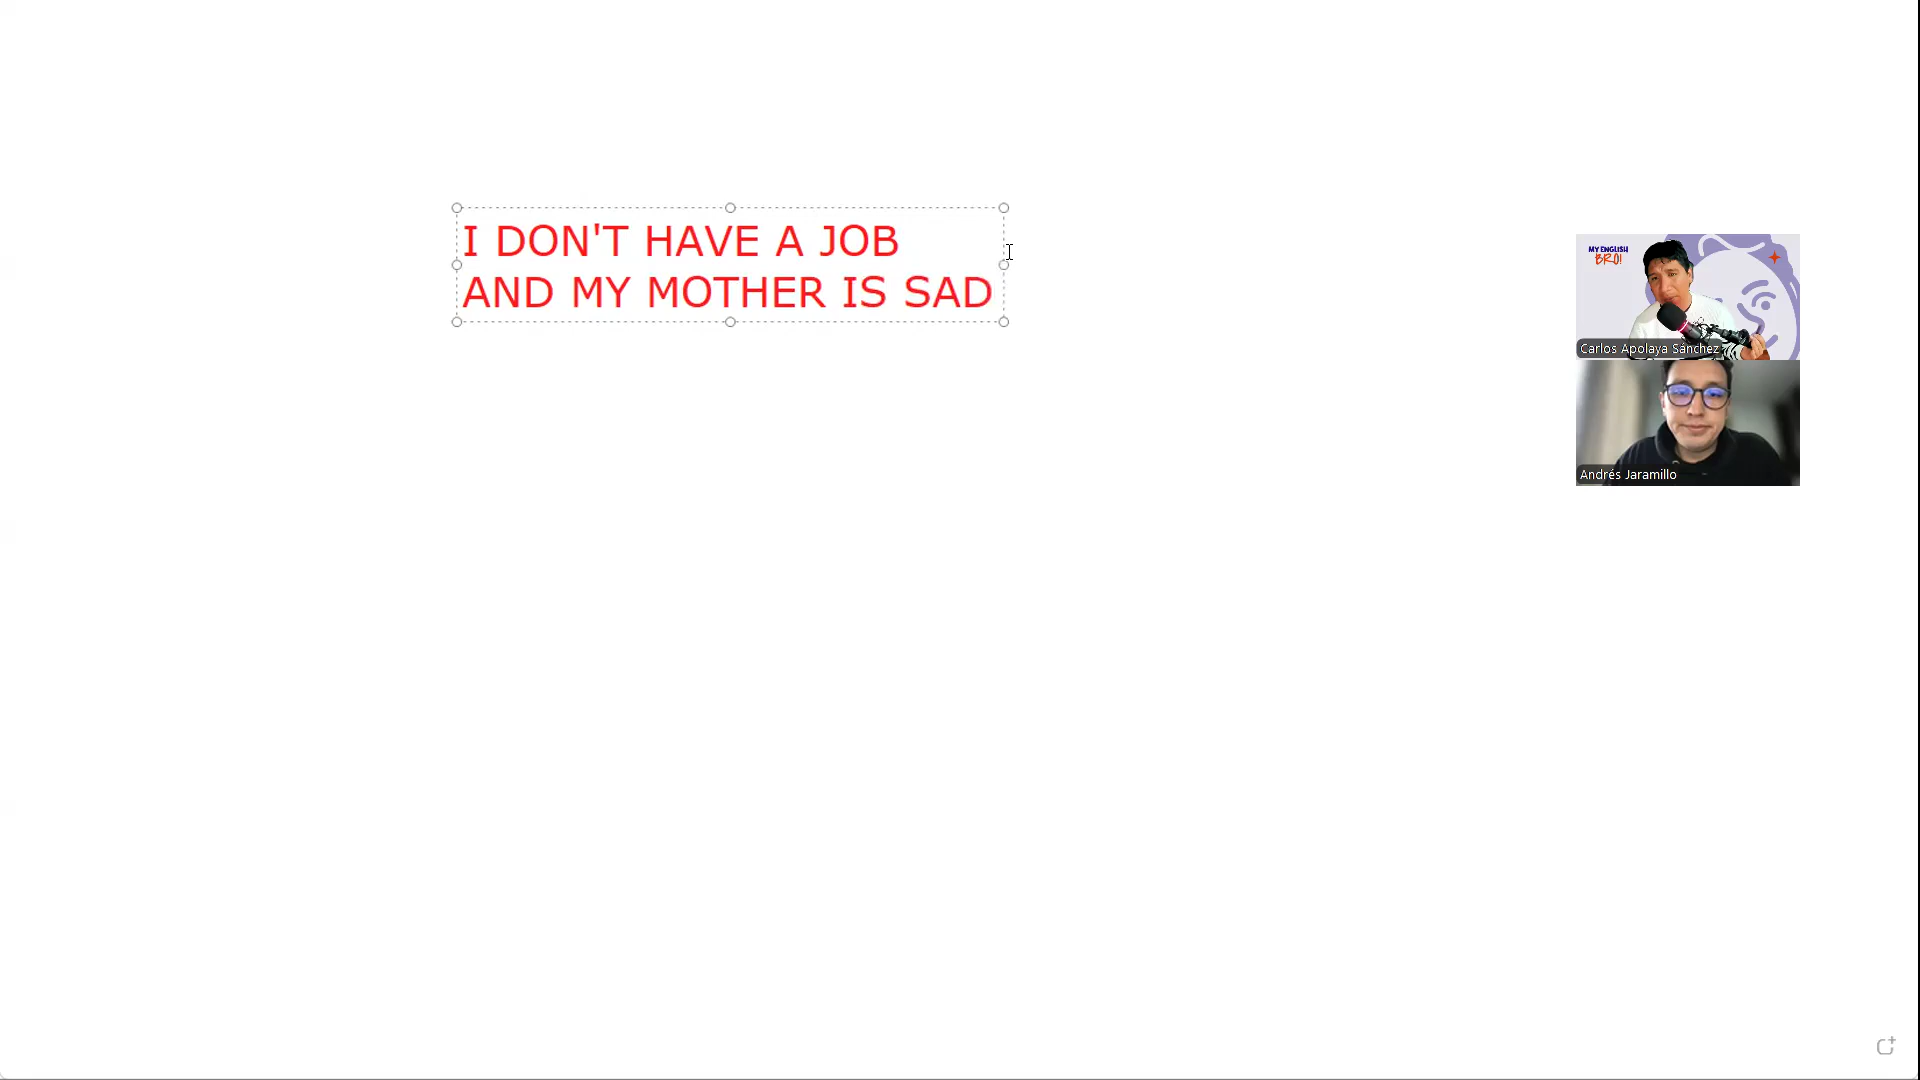 I DON'T HAVE A JOB
AND MY MOTHER IS SAD
MY ENGLISH
BRO!
Carlos Apolaya Sánchez
Andrés Jaramillo